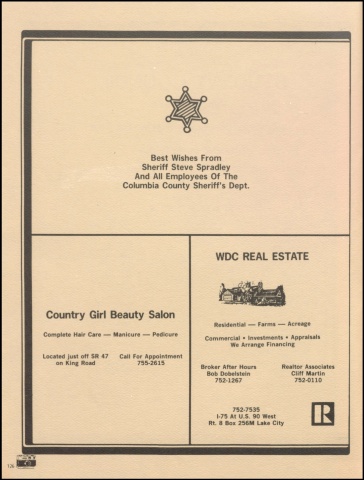 Best Wishes From
Sheriff Steve Spradley
And All Employees Of The
Columbia County Sheriff's Dept.
Country Girl Beauty Salon
Complete Hair Care — Manicure — Pedicure
Located just off SR 47
on King Road
Call For Appointment
755-2615
WDC REAL ESTATE
Residential — Farms — Acreage
Commercial • Investments • Appraisals
We Arrange Financing
Broker After Hours
Bob Dobelstein
752-1267
Realtor Associates
Cliff Martin
752-0110
752-7535
I-75 At U.S. 90 West
Rt. 8 Box 256M Lake City
R
126